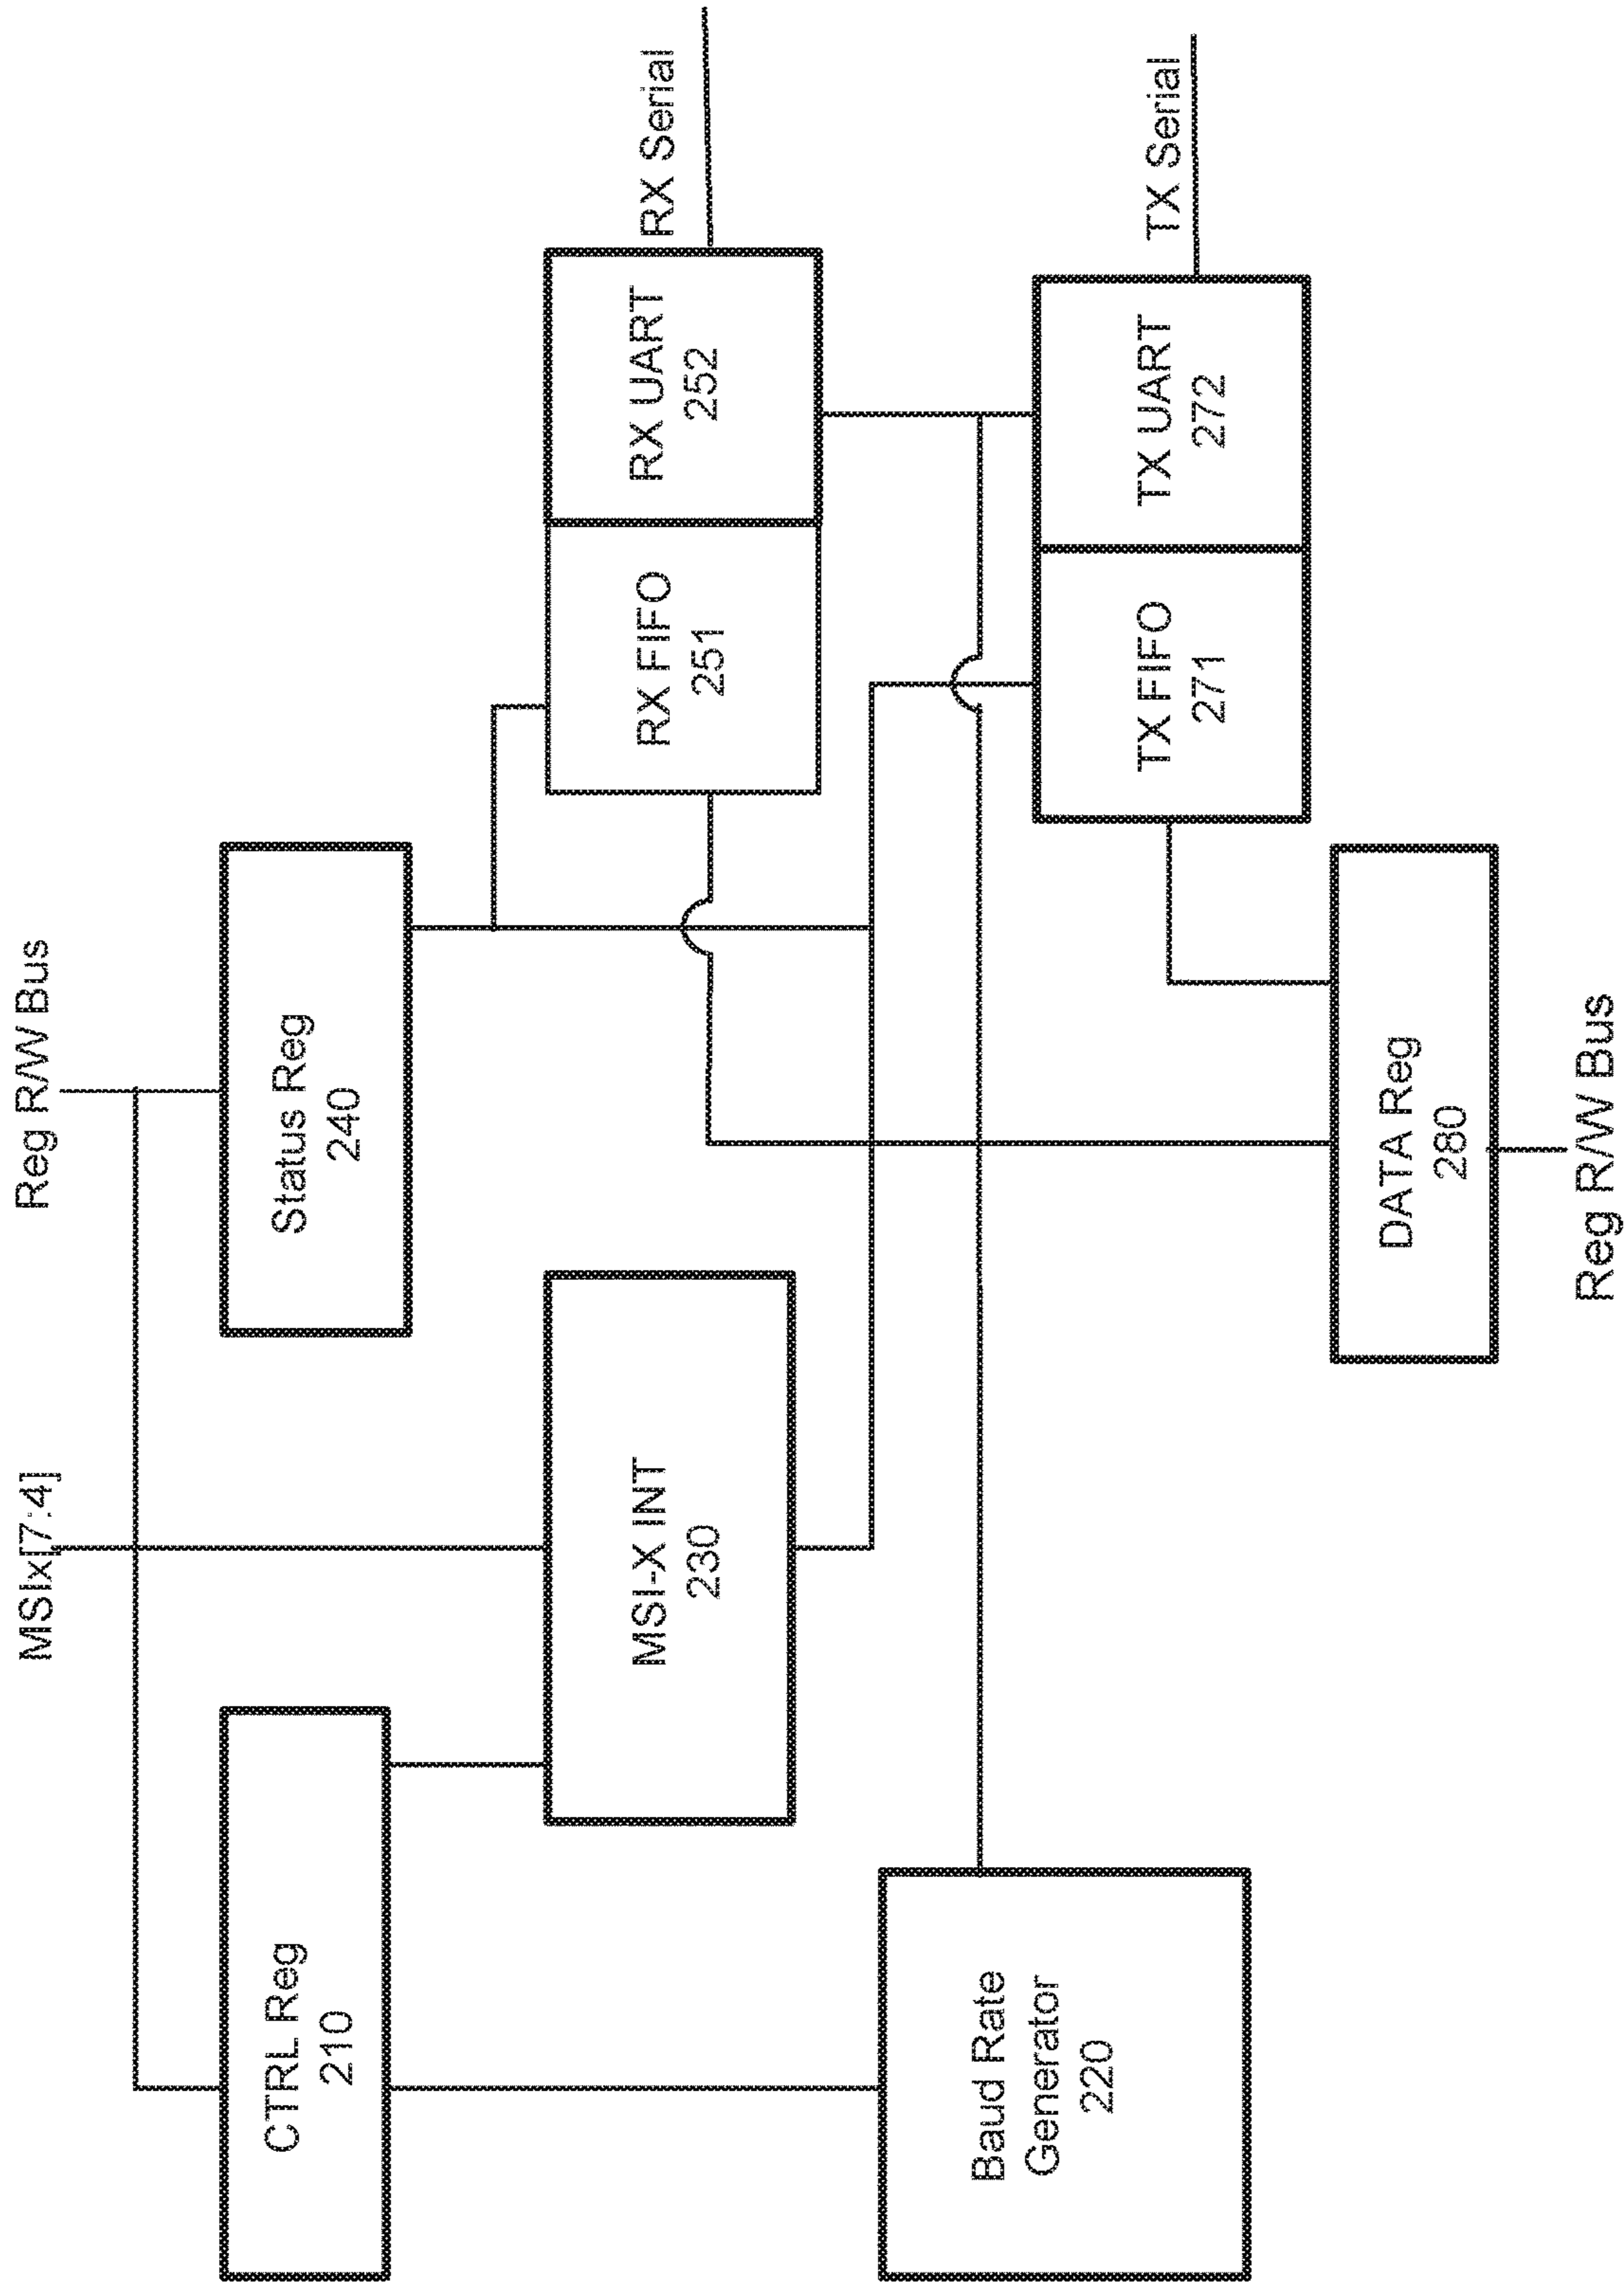 Reg R/W Bus
MSIx[7:4]
CTRL Reg
210
Status Reg
240
MSI-X INT
230
RX FIFO
251
RX UART
252
RX Serial
Baud Rate
Generator
220
TX FIFO
271
TX UART
272
TX Serial
DATA Reg
280
Reg R/W Bus